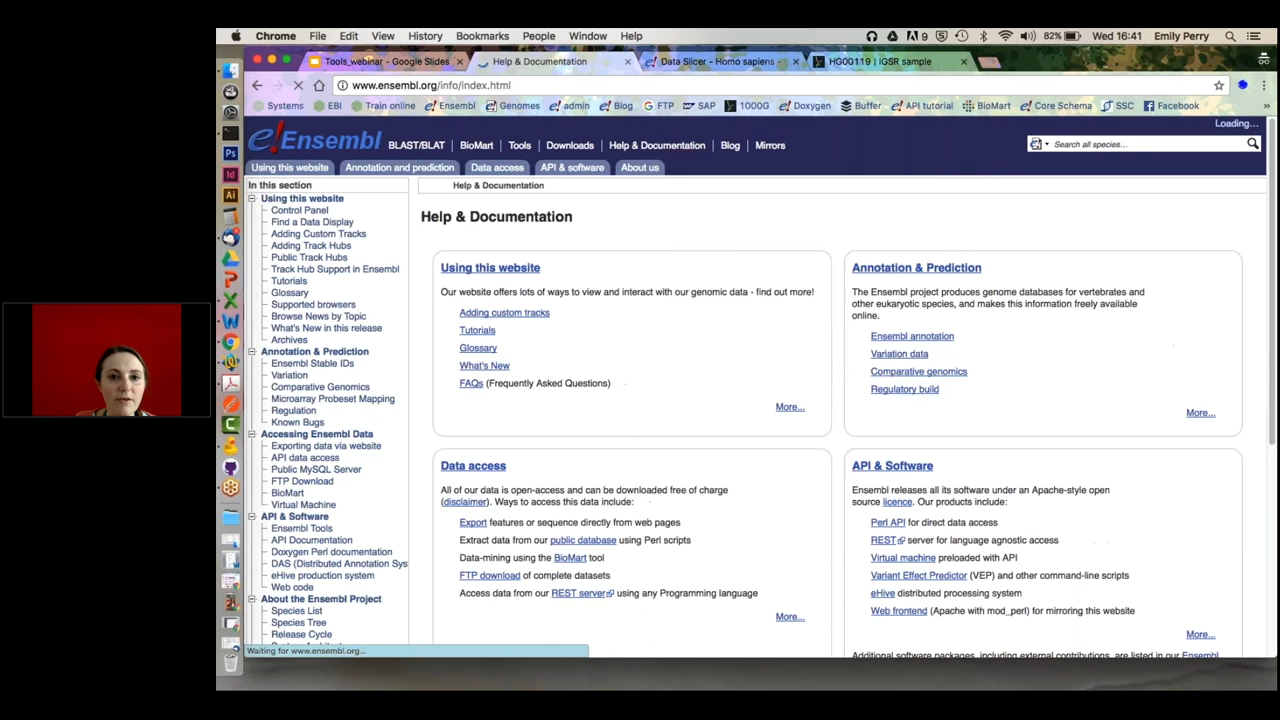 Chrome File Edit View History Bookmarks People Window Help 9 82% Wed 16:41 Emily Perry
Tools_webinar - Google Slides Help & Documentation Data Slicer - Homo sapiens - HG00119 | IGSR sample
www.ensembl.org/info/index.html
Systems EBI Train online Ensembl Genomes admin Blog FTP SAP 1000G Doxygen Buffer API tutorial BioMart Core Schema SSC Facebook
Loading...
e!Ensembl BLAST/BLAT BioMart Tools Downloads Help & Documentation Blog Mirrors Search all species...
Using this website Annotation and prediction Data access API & software About us
In this section
Using this website
Control Panel
Find a Data Display
Adding Custom Tracks
Adding Track Hubs
Public Track Hubs
Track Hub Support in Ensembl
Tutorials
Glossary
Supported browsers
Browse News by Topic
What's New in this release
Archives
Annotation & Prediction
Ensembl Stable IDs
Variation
Comparative Genomics
Microarray Probeset Mapping
Regulation
Known Bugs
Accessing Ensembl Data
Exporting data via website
API data access
Public MySQL Server
FTP Download
BioMart
Virtual Machine
API & Software
Ensembl Tools
API Documentation
Doxygen Perl documentation
DAS (Distributed Annotation Sys
eHive production system
Web code
About the Ensembl Project
Species List
Species Tree
Release Cycle
Waiting for www.ensembl.org...
Help & Documentation
Help & Documentation
Using this website
Our website offers lots of ways to view and interact with our genomic data - find out more!
Adding custom tracks
Tutorials
Glossary
What's New
FAQs (Frequently Asked Questions)
More...
Annotation & Prediction
The Ensembl project produces genome databases for vertebrates and
other eukaryotic species, and makes this information freely available
online.
Ensembl annotation
Variation data
Comparative genomics
Regulatory build
More...
Data access
All of our data is open-access and can be downloaded free of charge
(disclaimer). Ways to access this data include:
Export features or sequence directly from web pages
Extract data from our public database using Perl scripts
Data-mining using the BioMart tool
FTP download of complete datasets
Access data from our REST server using any Programming language
More...
API & Software
Ensembl releases all its software under an Apache-style open
source licence. Our products include:
Perl API for direct data access
REST server for language agnostic access
Virtual machine preloaded with API
Variant Effect Predictor (VEP) and other command-line scripts
eHive distributed processing system
Web frontend (Apache with mod_perl) for mirroring this website
More...
Additional software packages, including external contributions, are listed in our Ensembl